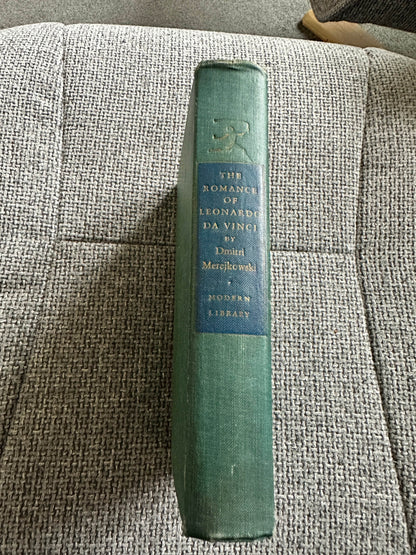 THE
ROMANCE
OF
LEONARDO
DA VINCI
BY
Dmitri
Merejkowski
MODERN
LIBRARY